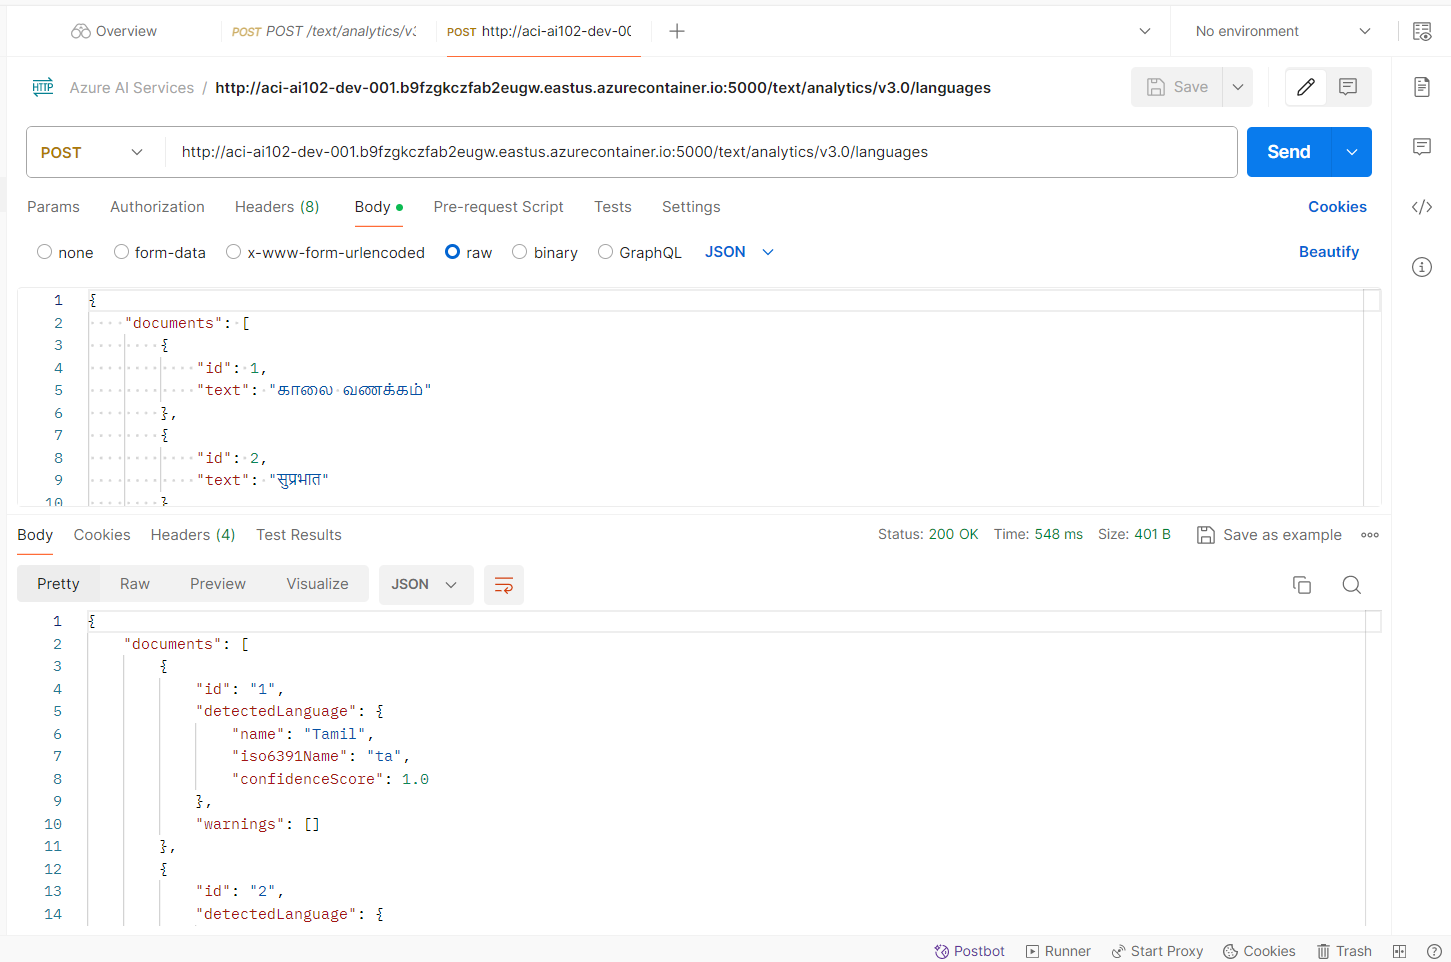 Overview
POST POST /text/analytics/v3
POST http://aci-ai102-dev-00
No environment
HTTP Azure AI Services / http://aci-ai102-dev-001.b9fzgkczfab2eugw.eastus.azurecontainer.io:5000/text/analytics/v3.0/languages
Save
POST http://aci-ai102-dev-001.b9fzgkczfab2eugw.eastus.azurecontainer.io:5000/text/analytics/v3.0/languages
Send
Params Authorization Headers (8) Body Pre-request Script Tests Settings Cookies
none form-data x-www-form-urlencoded raw binary GraphQL JSON Beautify
1 {
2 "documents": [
3 {
4 "id": 1,
5 "text": "காலை வணக்கம்"
6 },
7 {
8 "id": 2,
9 "text": "सुप्रभात"
10 }
Body Cookies Headers (4) Test Results Status: 200 OK Time: 548 ms Size: 401 B Save as example
Pretty Raw Preview Visualize JSON
1 {
2 "documents": [
3 {
4 "id": "1",
5 "detectedLanguage": {
6 "name": "Tamil",
7 "iso6391Name": "ta",
8 "confidenceScore": 1.0
9 },
10 "warnings": []
11 },
12 {
13 "id": "2",
14 "detectedLanguage": {
Postbot Runner Start Proxy Cookies Trash